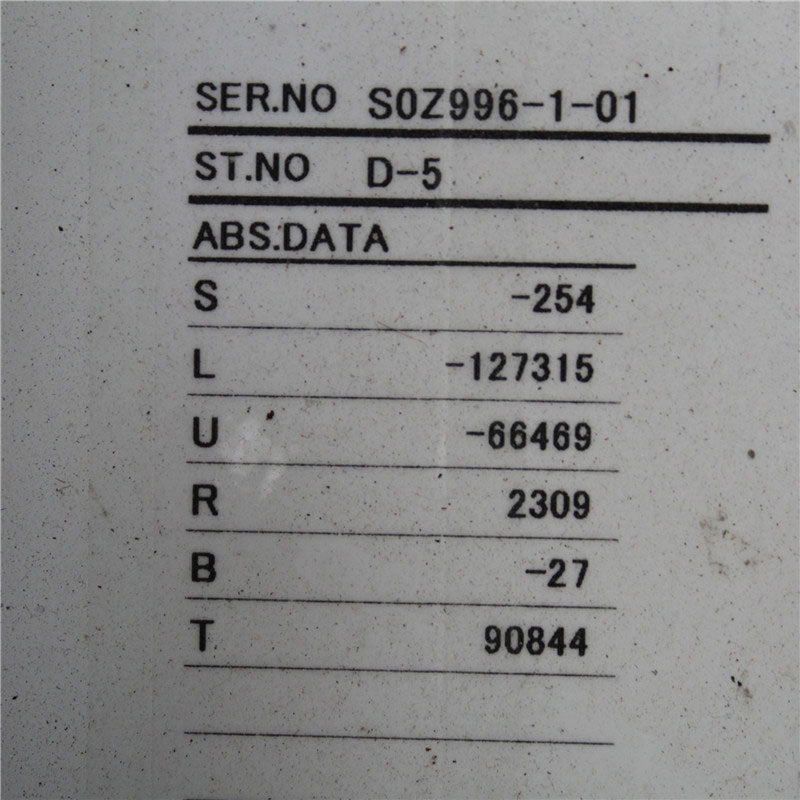 SER.NO S0Z996-1-01
ST.NO D-5
ABS.DATA
S -254
L -127315
U -66469
R 2309
B -27
T 90844